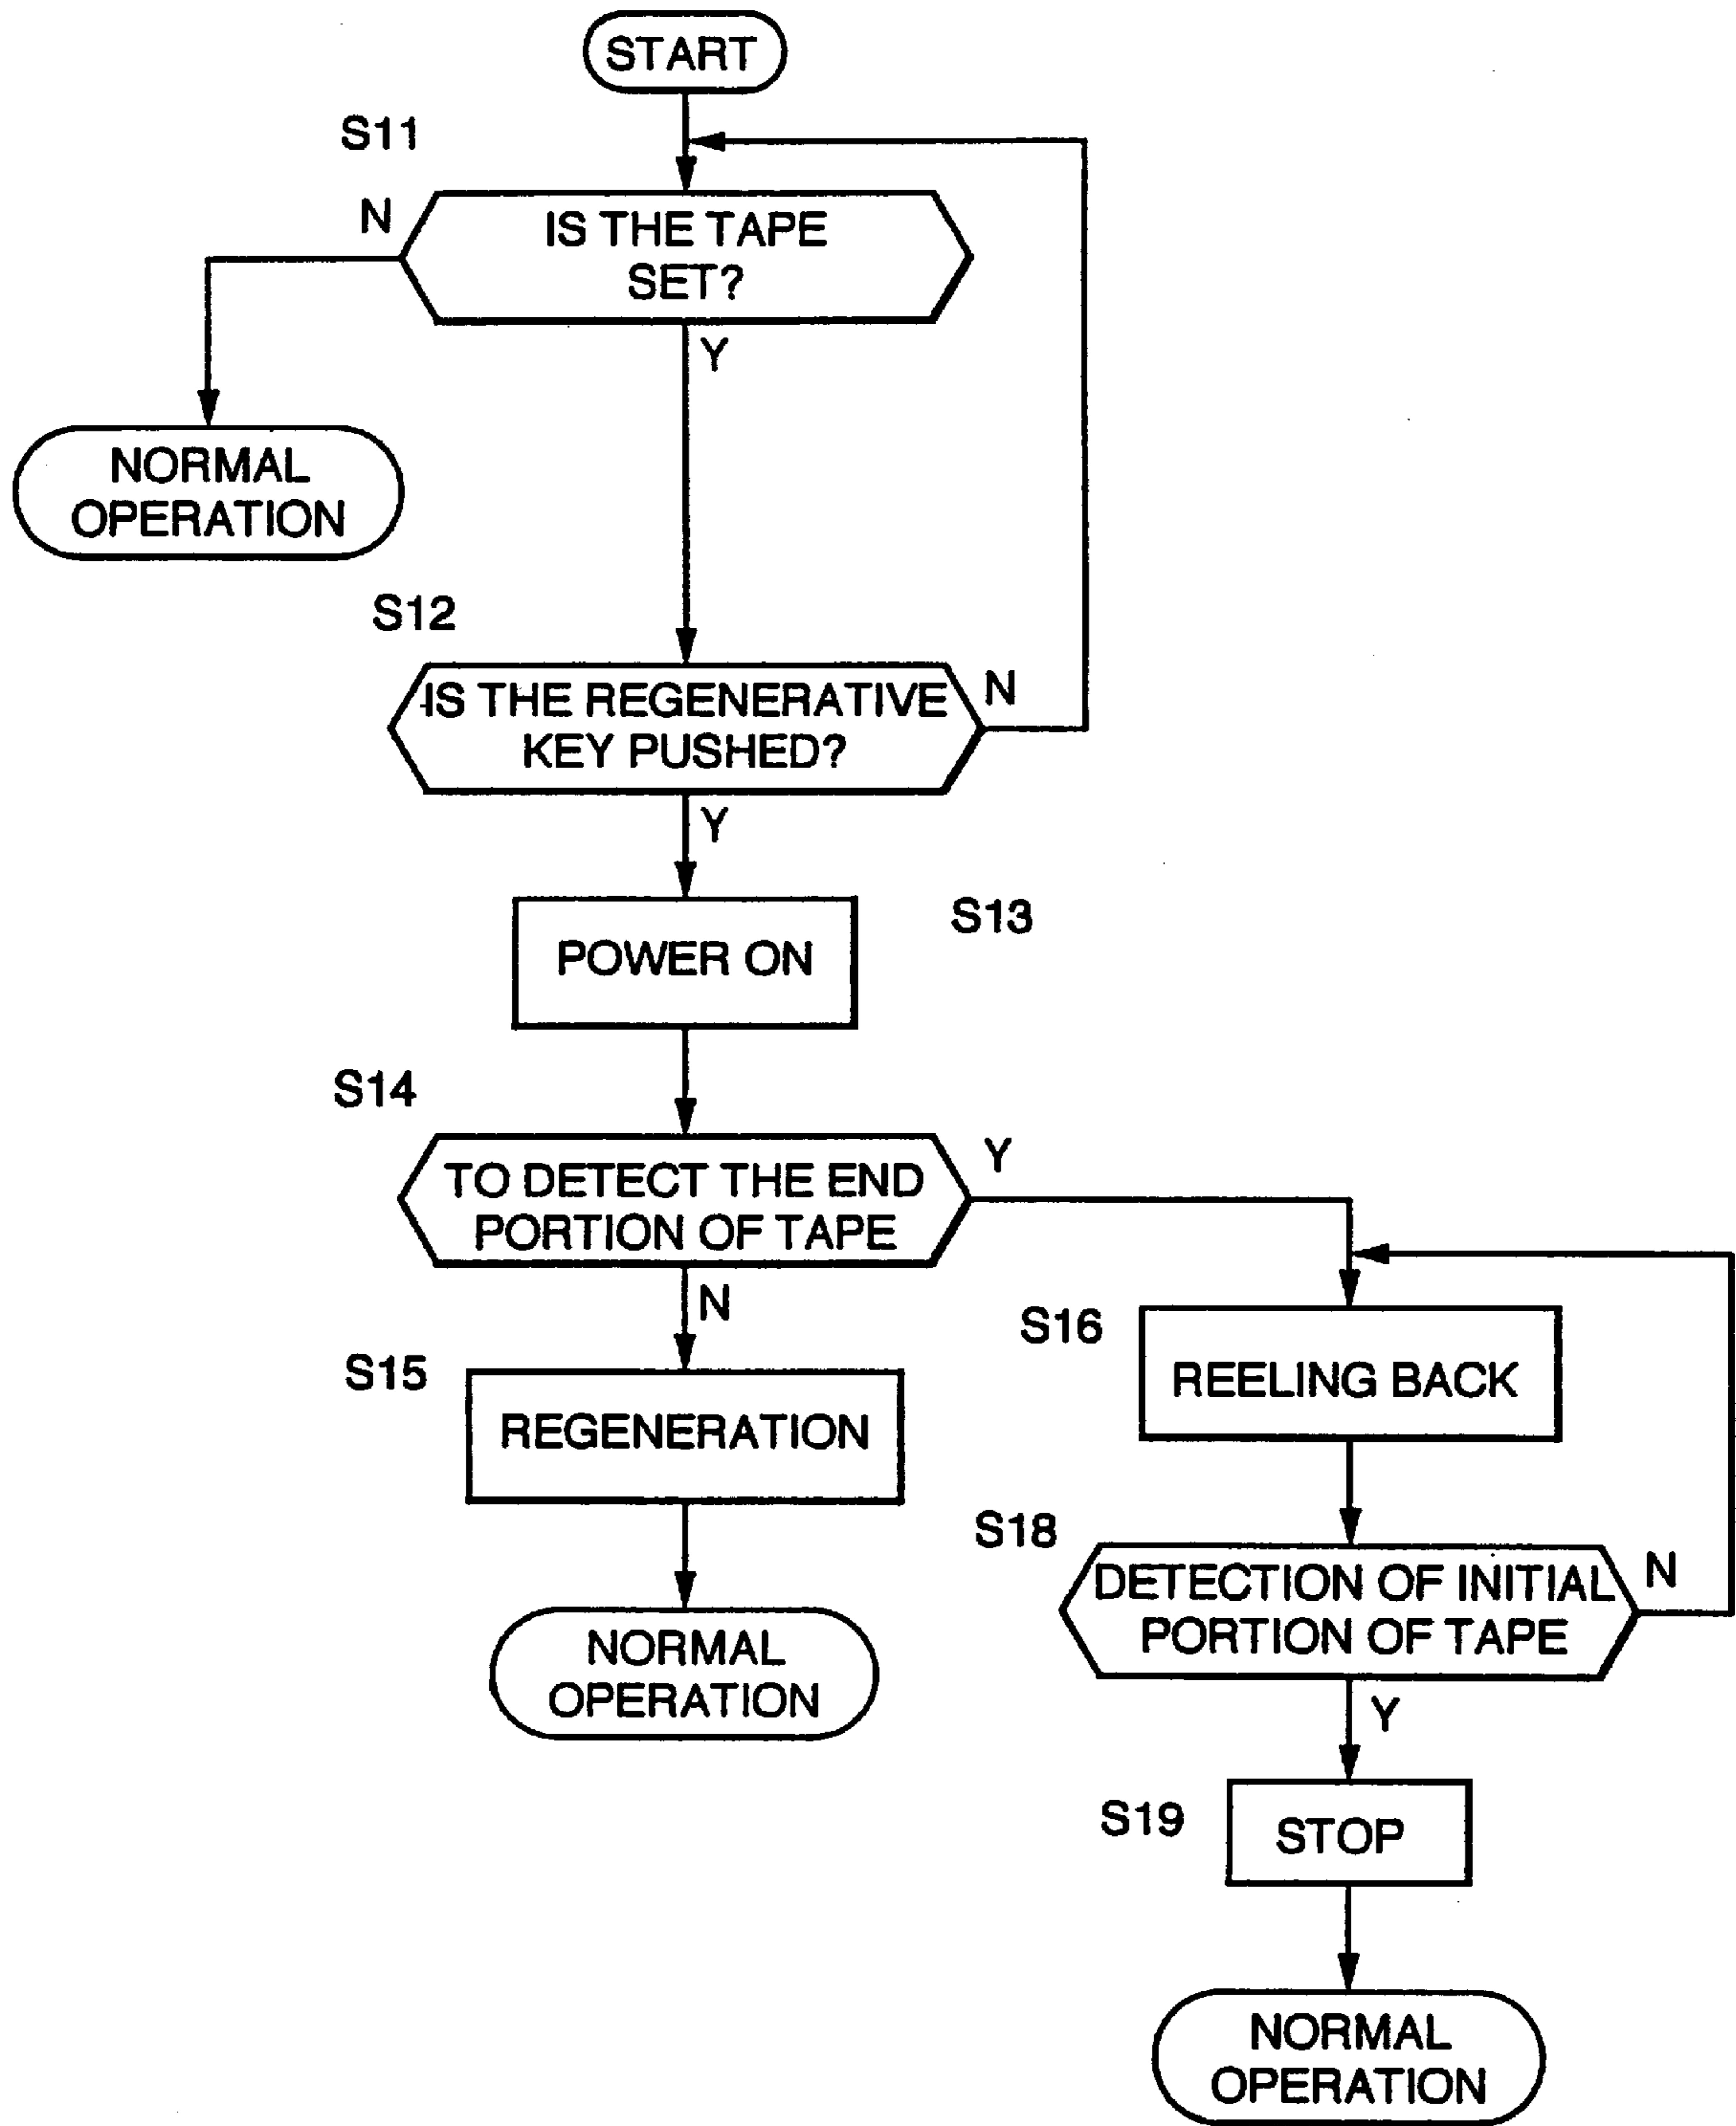 START
S11
N
IS THE TAPE
SET?
Y
NORMAL
OPERATION
S12
IS THE REGENERATIVE
KEY PUSHED?
N
Y
POWER ON
S13
S14
TO DETECT THE END
PORTION OF TAPE
Y
N
S15
REGENERATION
S16
REELING BACK
S18
DETECTION OF INITIAL
PORTION OF TAPE
N
NORMAL
OPERATION
Y
S19
STOP
NORMAL
OPERATION